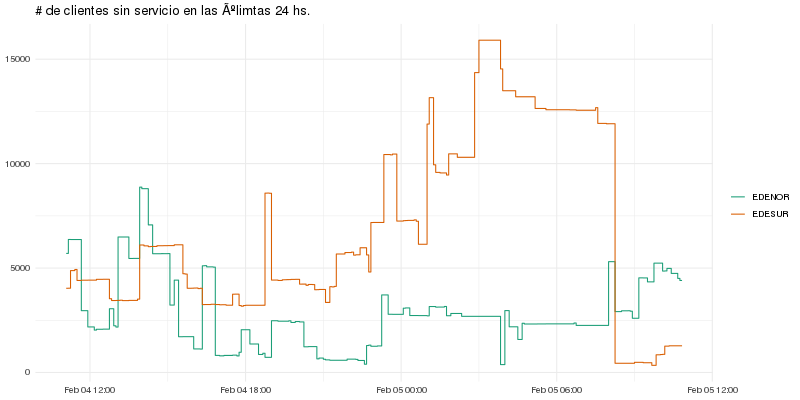 # de clientes sin servicio en las Ãºlimtas 24 hs.
15000
10000
5000
0
Feb 04 12:00
Feb 04 18:00
Feb 05 00:00
Feb 05 06:00
Feb 05 12:00
EDENOR
EDESUR